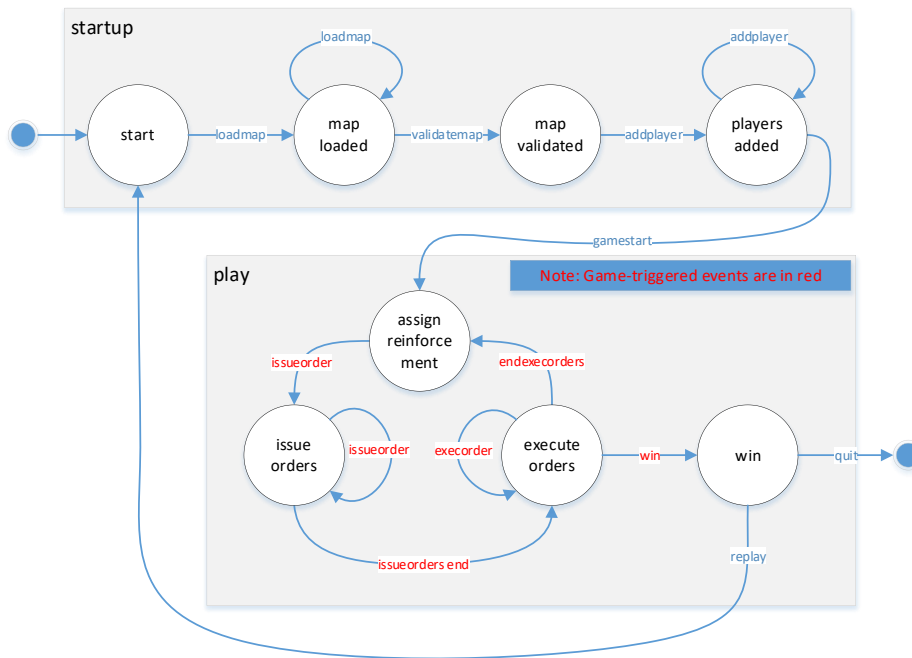 startup
loadmap
addplayer
start
loadmap
map
loaded
validatemap
map
validated
addplayer
players
added
gamestart
play
Note: Game-triggered events are in red
assign
reinforce
ment
issueorder
endexecorders
issue
orders
issueorder
execorder
execute
orders
win
win
quit
issueorders end
replay